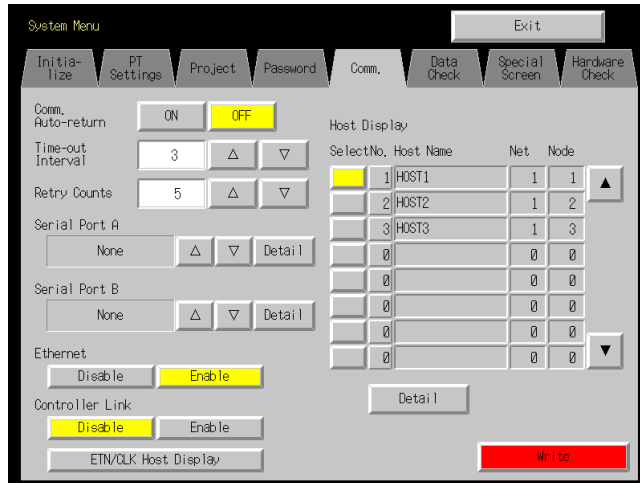 System Menu
Exit
Initia-
lize
PT
Settings
Project
Password
Comm.
Data
Check
Special
Screen
Hardware
Check
Comm.
Auto-return
ON
OFF
Time-out
Interval
3
△
▽
Retry Counts
5
△
▽
Serial Port A
None
△
▽
Detail
Serial Port B
None
△
▽
Detail
Ethernet
Disable
Enable
Controller Link
Disable
Enable
ETN/CLK Host Display
Host Display
Select No. Host Name Net Node
1 HOST1 1 1
2 HOST2 1 2
3 HOST3 1 3
0 0 0
0 0 0
0 0 0
0 0 0
0 0 0
▲
▼
Detail
Write